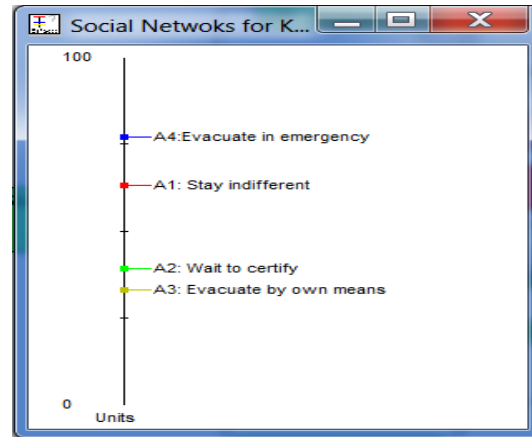 Social Netwoks for K...
100
A4:Evacuate in emergency
A1: Stay indifferent
A2: Wait to certify
A3: Evacuate by own means
0
Units